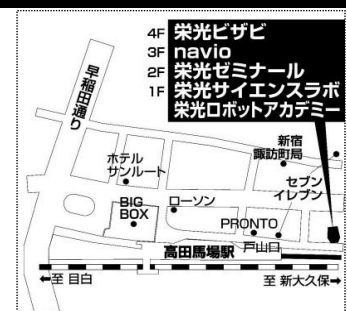 4F 栄光ビザビ
3F navio
2F 栄光ゼミナール
1F 栄光サイエンスラボ
栄光ロボットアカデミー
早稲田通り
新宿
諏訪町局
ホテル
サンルート
セブン
イレブン
BIG
BOX
ローソン
PRONTO
戸山口
高田馬場駅
←至 目白
至 新大久保→